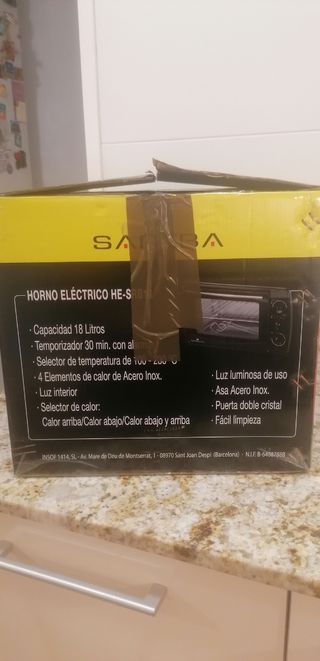 HORNO ELÉCTRICO
· Capacidad 18 Litros
· Temporizador 30 min. con
· Selector de temperatura de
· 4 Elementos de calor de Acero Inox.
· Luz interior
· Selector de calor:
Calor arriba/Calor abajo/Calor abajo y arriba
· Luz luminosa de uso
· Asa Acero Inox.
· Puerta doble cristal
· Fácil limpieza
INSOF 1414, SL - Av. Mare de Deu de Montserrat, 1 - 08970 Sant Joan Despí (Barcelona) - N.I.F.